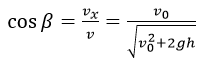 cos β = v_x / v = v_0 / √(v_0^2 + 2gh)